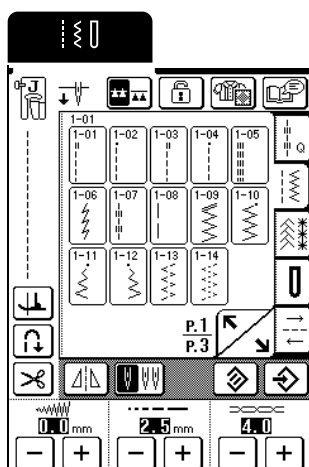 J
1-01
1-01 1-02 1-03 1-04 1-05
Q
1-06 1-07 1-08 1-09 1-10
1-11 1-12 1-13 1-14
P.1
P.3
0.0 mm 2.5 mm 4.0
− + − + − +